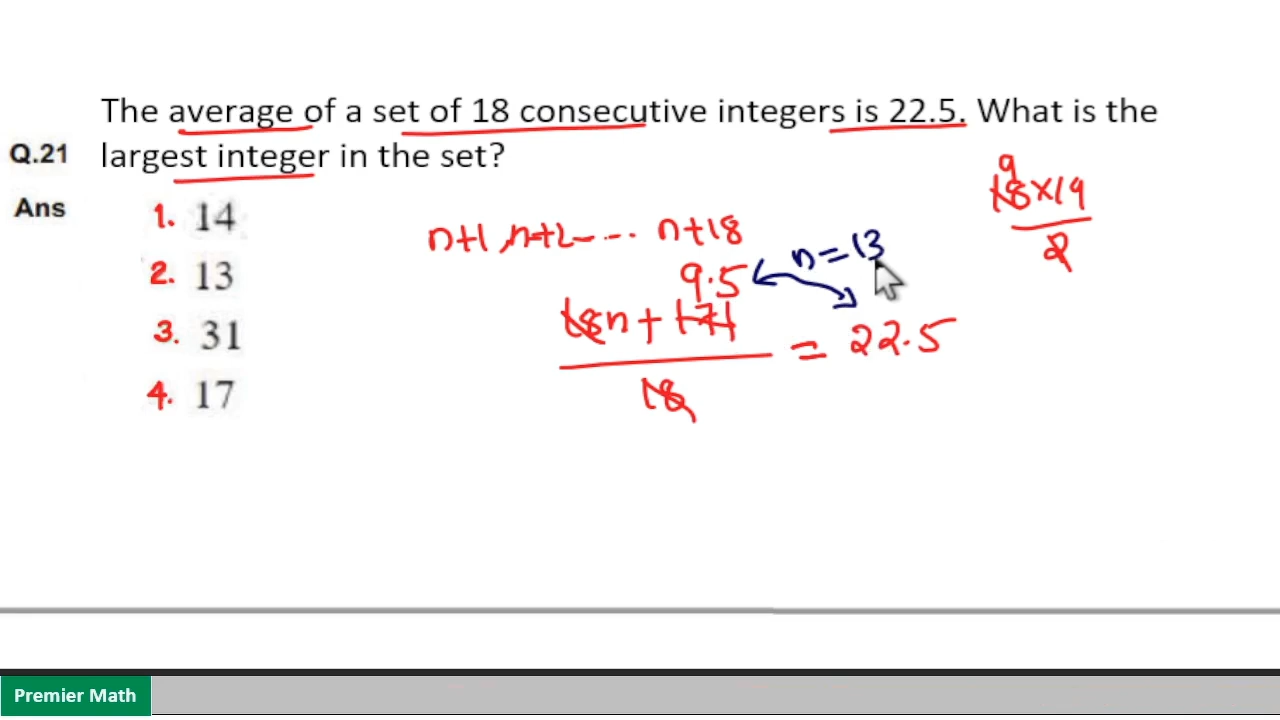 The average of a set of 18 consecutive integers is 22.5. What is the
Q.21 largest integer in the set?
Ans
1. 14
2. 13
3. 31
4. 17
n+1, n+2 ---... n+18
9
18×19
2
n=13
9.5
18n + 171 = 22.5
18
Premier Math